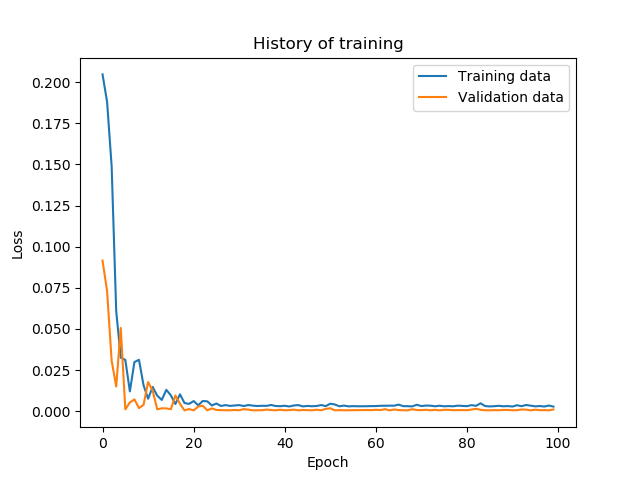 History of training
Training data
Validation data
0.200
0.175
0.150
0.125
0.100
0.075
0.050
0.025
0.000
Loss
0 20 40 60 80 100
Epoch